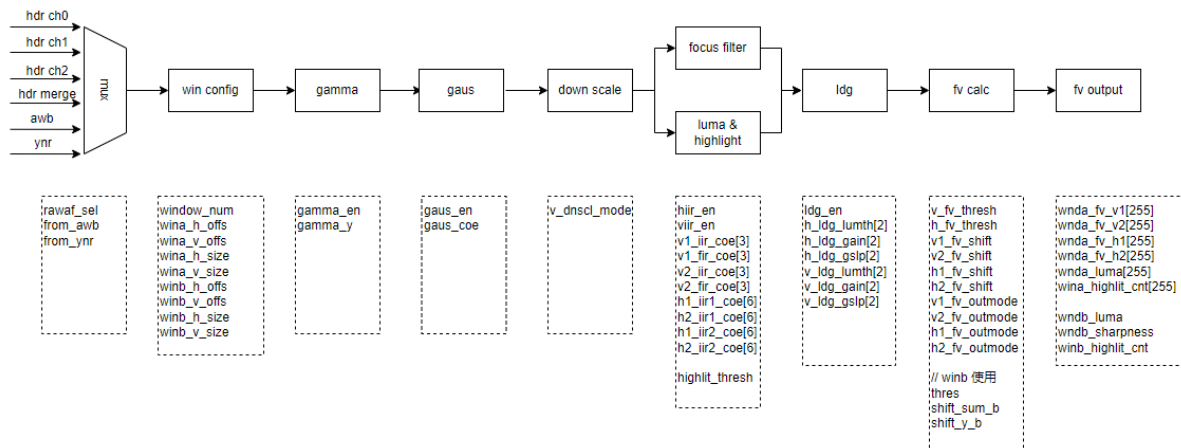 hdr ch0
hdr ch1
hdr ch2
hdr merge
awb
ynr
mux
win config
gamma
gaus
down scale
focus filter
luma &
highlight
ldg
fv calc
fv output
rawaf_sel
from_awb
from_ynr
window_num
wina_h_offs
wina_v_offs
wina_h_size
wina_v_size
winb_h_offs
winb_v_offs
winb_h_size
winb_v_size
gamma_en
gamma_y
gaus_en
gaus_coe
v_dnscl_mode
hiir_en
viir_en
v1_iir_coe[3]
v1_fir_coe[3]
v2_iir_coe[3]
v2_fir_coe[3]
h1_iir1_coe[6]
h2_iir1_coe[6]
h1_iir2_coe[6]
h2_iir2_coe[6]
highlit_thresh
ldg_en
h_ldg_lumth[2]
h_ldg_gain[2]
h_ldg_gslp[2]
v_ldg_lumth[2]
v_ldg_gain[2]
v_ldg_gslp[2]
v_fv_thresh
h_fv_thresh
v1_fv_shift
v2_fv_shift
h1_fv_shift
h2_fv_shift
v1_fv_outmode
v2_fv_outmode
h1_fv_outmode
h2_fv_outmode
// winb 使用
thres
shift_sum_b
shift_y_b
wnda_fv_v1[255]
wnda_fv_v2[255]
wnda_fv_h1[255]
wnda_fv_h2[255]
wnda_luma[255]
wina_highlit_cnt[255]
wndb_luma
wndb_sharpness
winb_highlit_cnt